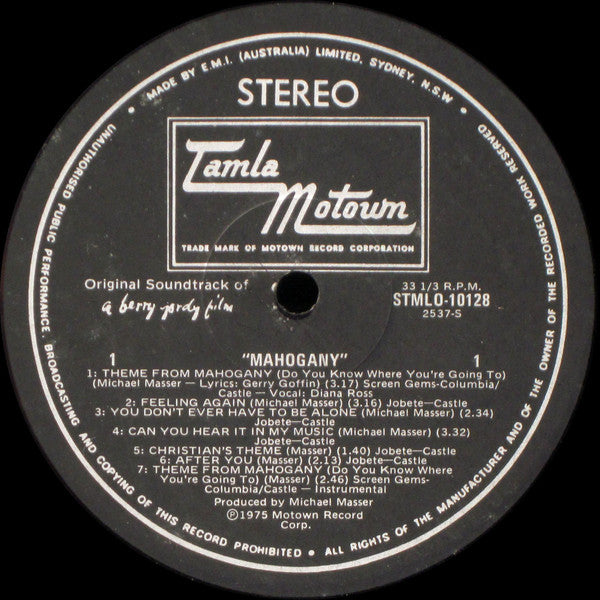 MADE BY E.M.I. (AUSTRALIA) LIMITED, SYDNEY, N.S.W. •
UNAUTHORISED PUBLIC PERFORMANCE, BROADCASTING AND COPYING OF THIS RECORD PROHIBITED • ALL RIGHTS OF THE MANUFACTURER AND OF THE OWNER OF THE RECORDED WORK RESERVED •
STEREO
Tamla
Motown
TRADE MARK OF MOTOWN RECORD CORPORATION
Original Soundtrack of
a berry gordy film
33 1/3 R.P.M.
STMLO-10128
2537-S
1 "MAHOGANY" 1
1: THEME FROM MAHOGANY (Do You Know Where You're Going To)
(Michael Masser — Lyrics: Gerry Goffin) (3.17) Screen Gems-Columbia/
Castle — Vocal: Diana Ross
2: FEELING AGAIN (Michael Masser) (3.16) Jobete—Castle
3: YOU DON'T EVER HAVE TO BE ALONE (Michael Masser) (2.34)
Jobete—Castle
4: CAN YOU HEAR IT IN MY MUSIC (Michael Masser) (3.32)
Jobete—Castle
5: CHRISTIAN'S THEME (Masser) (1.40) Jobete—Castle
6: AFTER YOU (Masser) (2.13) Jobete—Castle
7: THEME FROM MAHOGANY (Do You Know Where
You're Going To) (Masser) (2.46) Screen Gems-
Columbia/Castle — Instrumental
Produced by Michael Masser
℗1975 Motown Record
Corp.